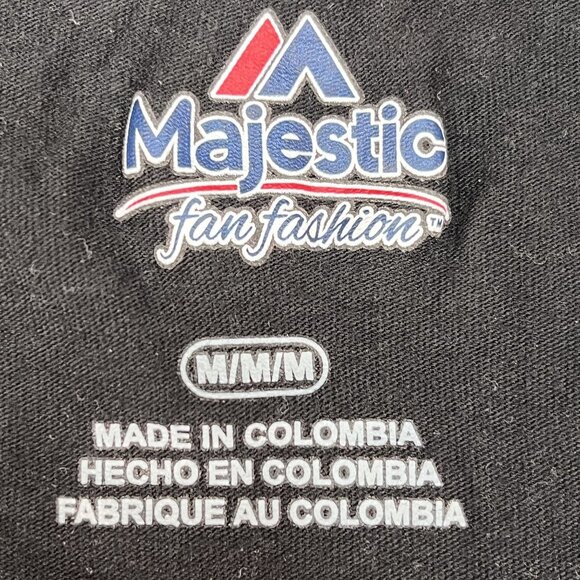 Majestic
fan fashion™
M/M/M
MADE IN COLOMBIA
HECHO EN COLOMBIA
FABRIQUE AU COLOMBIA